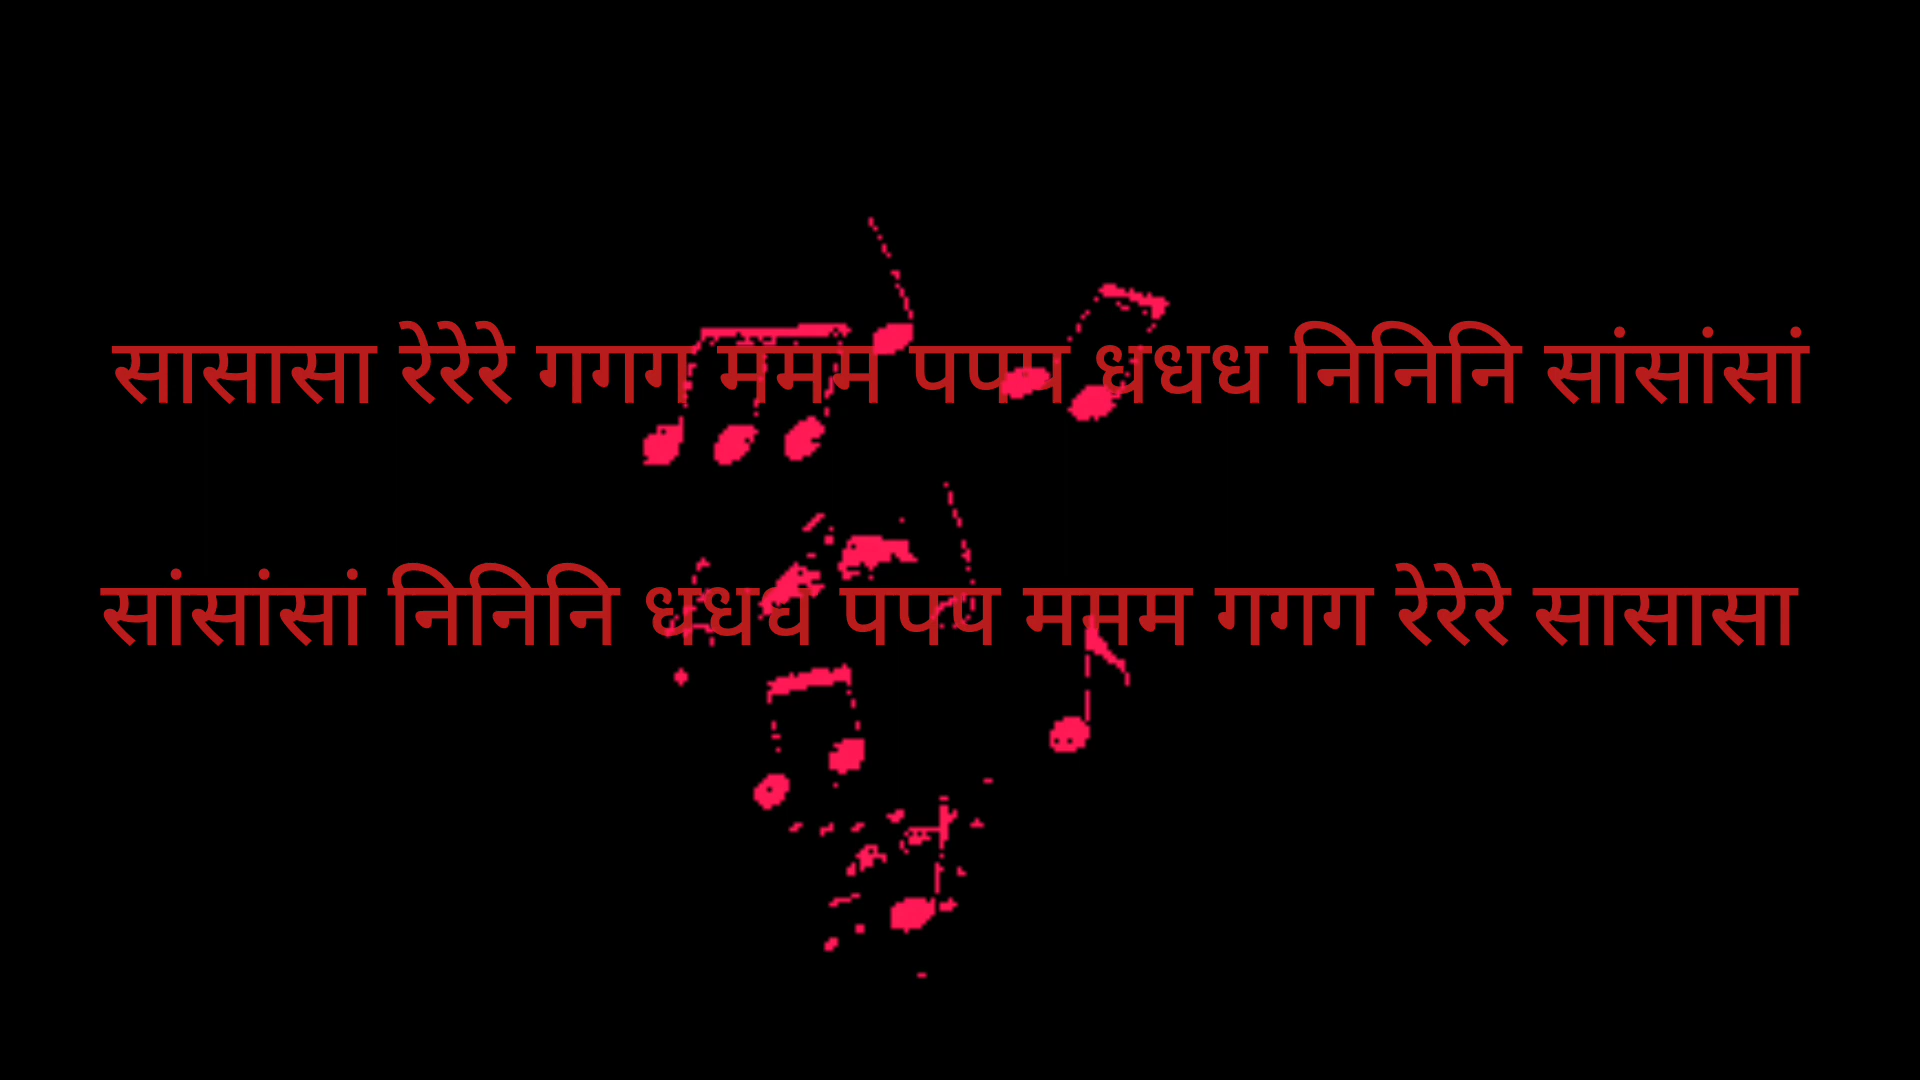 सासासा रेरेरे गगग ममम पपप धधध निनिनि सांसांसां
सांसांसां निनिनि धधध पपप ममम गगग रेरेरे सासासा